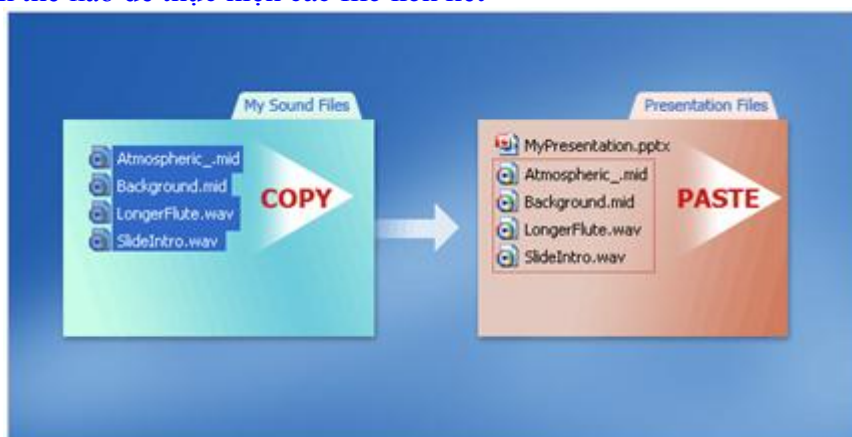 My Sound Files
Atmospheric_.mid
Background.mid
LongerFlute.wav
SlideIntro.wav
COPY
Presentation Files
MyPresentation.pptx
Atmospheric_.mid
Background.mid
LongerFlute.wav
SlideIntro.wav
PASTE